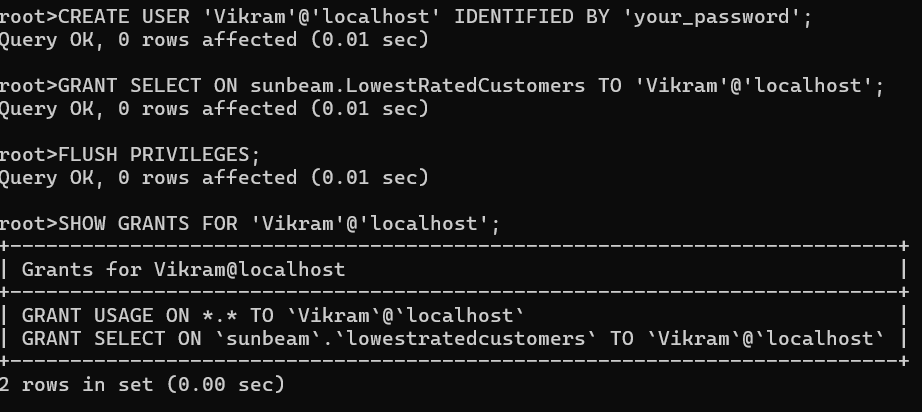 root>CREATE USER 'Vikram'@'localhost' IDENTIFIED BY 'your_password';
Query OK, 0 rows affected (0.01 sec)
root>GRANT SELECT ON sunbeam.LowestRatedCustomers TO 'Vikram'@'localhost';
Query OK, 0 rows affected (0.01 sec)
root>FLUSH PRIVILEGES;
Query OK, 0 rows affected (0.01 sec)
root>SHOW GRANTS FOR 'Vikram'@'localhost';
+--------------------------------------------------------------------------+
| Grants for Vikram@localhost                                              |
+--------------------------------------------------------------------------+
| GRANT USAGE ON *.* TO `Vikram`@`localhost`                               |
| GRANT SELECT ON `sunbeam`.`lowestratedcustomers` TO `Vikram`@`localhost` |
+--------------------------------------------------------------------------+
2 rows in set (0.00 sec)